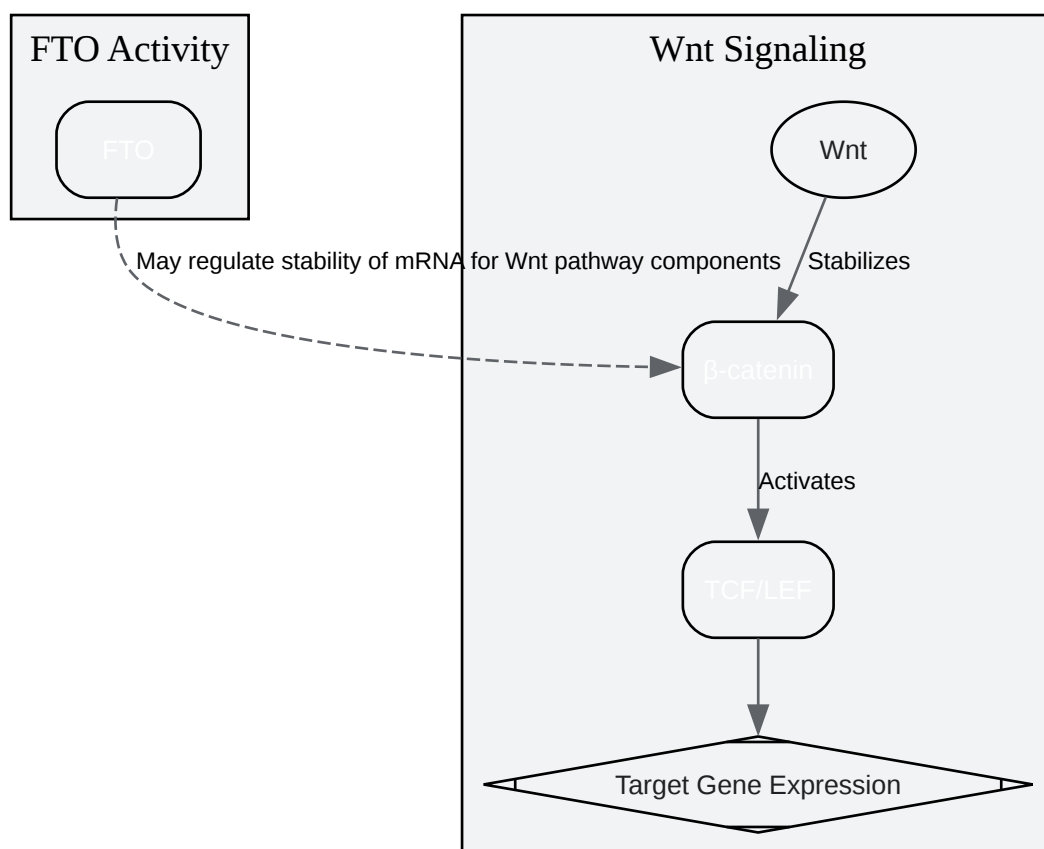 FTO Activity
Wnt Signaling
FTO
Wnt
May regulate stability of mRNA for Wnt pathway components
Stabilizes
β-catenin
Activates
TCF/LEF
Target Gene Expression